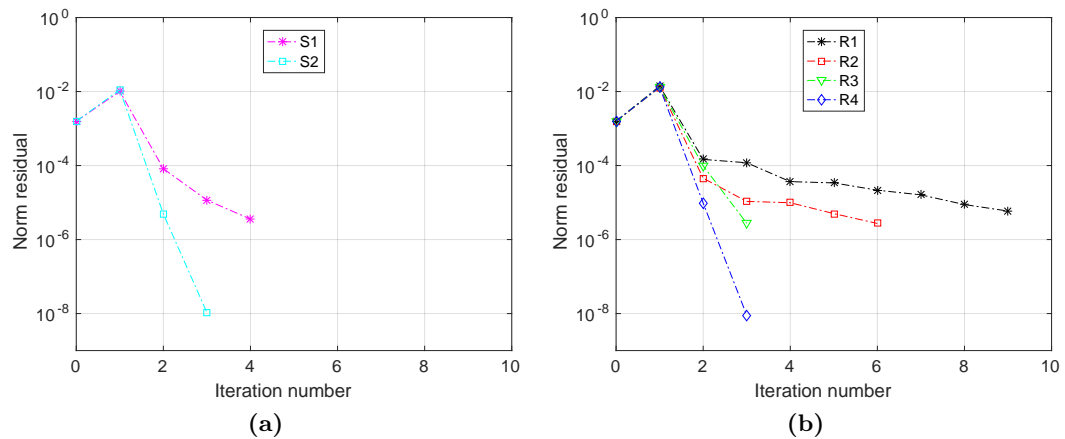 10^0
10^-2
10^-4
10^-6
10^-8
Norm residual
S1
S2
0 2 4 6 8 10
Iteration number
(a)
10^0
10^-2
10^-4
10^-6
10^-8
Norm residual
R1
R2
R3
R4
0 2 4 6 8 10
Iteration number
(b)